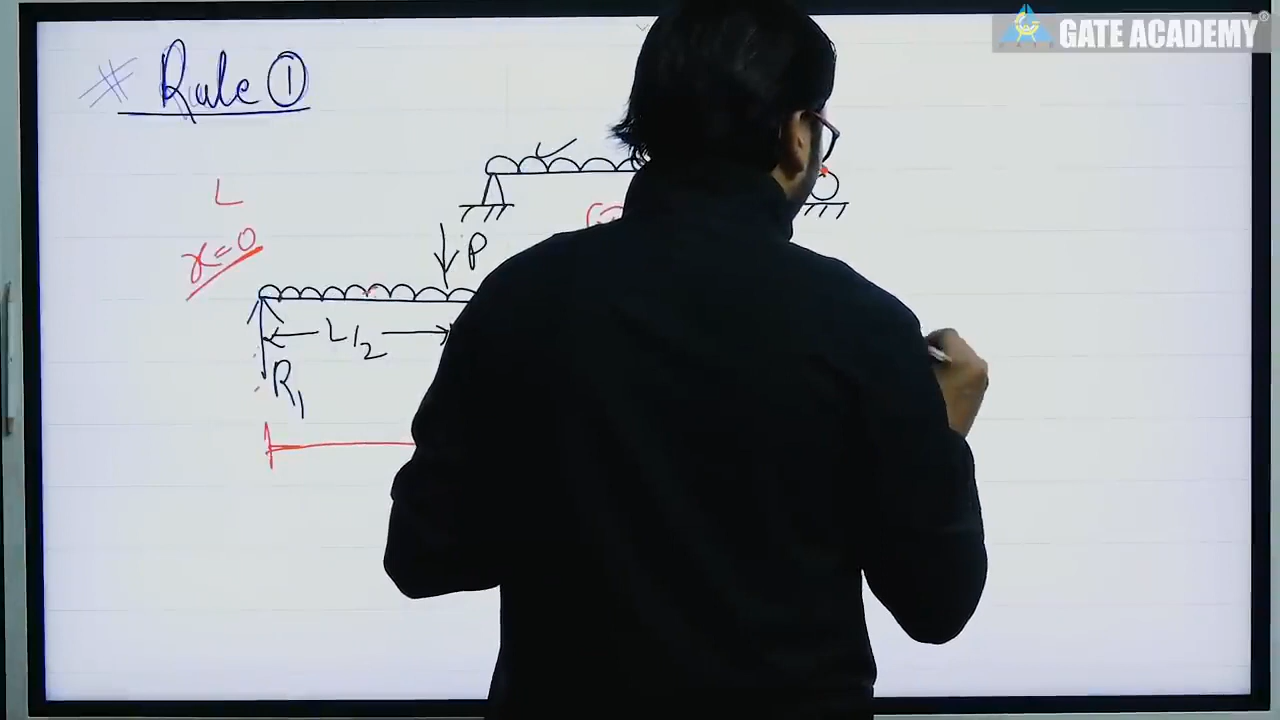 GATE ACADEMY®
# Rule ①
L
x=0
P
L/2
R1